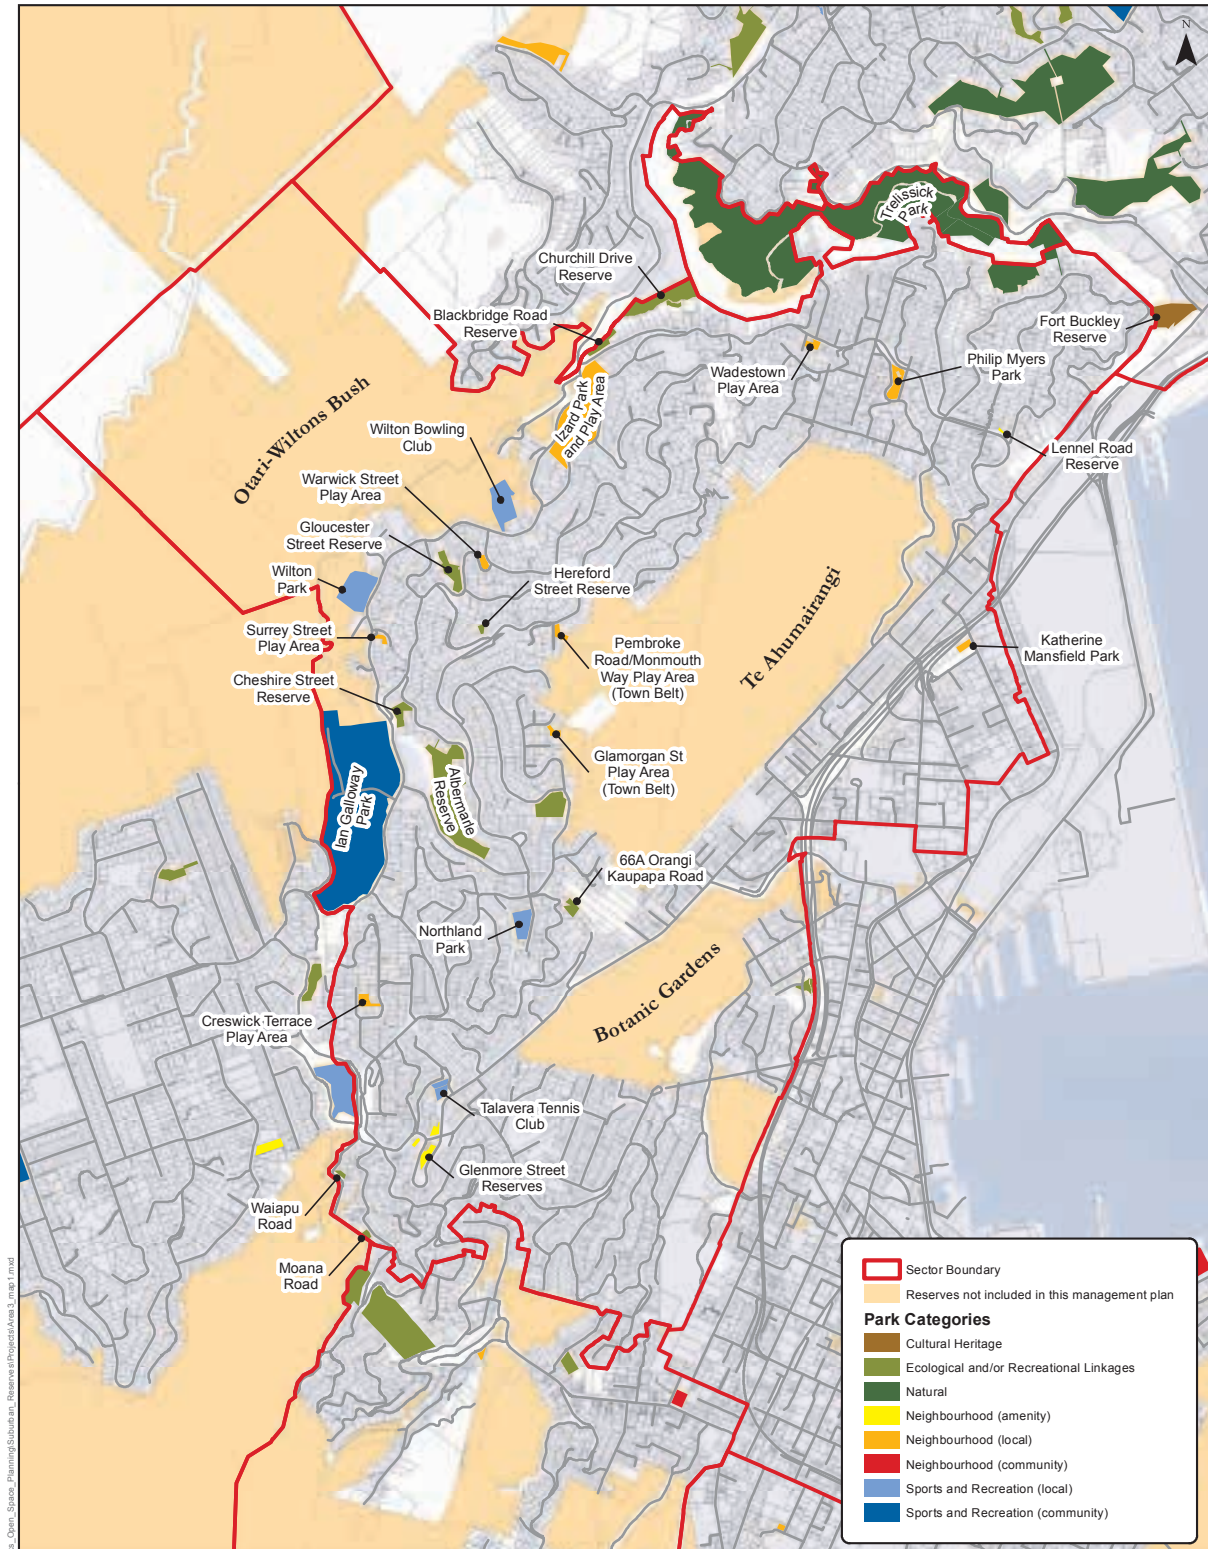 N
Trelissick
Park
Churchill Drive
Reserve
Blackbridge Road
Reserve
Fort Buckley
Reserve
Wadestown
Play Area
Philip Myers
Park
Izard Park
and Play Area
Otari-Wiltons Bush
Wilton Bowling
Club
Lennel Road
Reserve
Warwick Street
Play Area
Gloucester
Street Reserve
Wilton
Park
Hereford
Street Reserve
Te Ahumairangi
Surrey Street
Play Area
Pembroke
Road/Monmouth
Way Play Area
(Town Belt)
Katherine
Mansfield Park
Cheshire Street
Reserve
Glamorgan St
Play Area
(Town Belt)
Ian Galloway
Park
Albermarle
Reserve
66A Orangi
Kaupapa Road
Northland
Park
Botanic Gardens
Creswick Terrace
Play Area
Talavera Tennis
Club
Glenmore Street
Reserves
Waiapu
Road
Moana
Road
Sector Boundary
Reserves not included in this management plan
Park Categories
Cultural Heritage
Ecological and/or Recreational Linkages
Natural
Neighbourhood (amenity)
Neighbourhood (local)
Neighbourhood (community)
Sports and Recreation (local)
Sports and Recreation (community)
s_Open_Space_Planning\Suburban_Reserves\Projects\Area3_map1.mxd